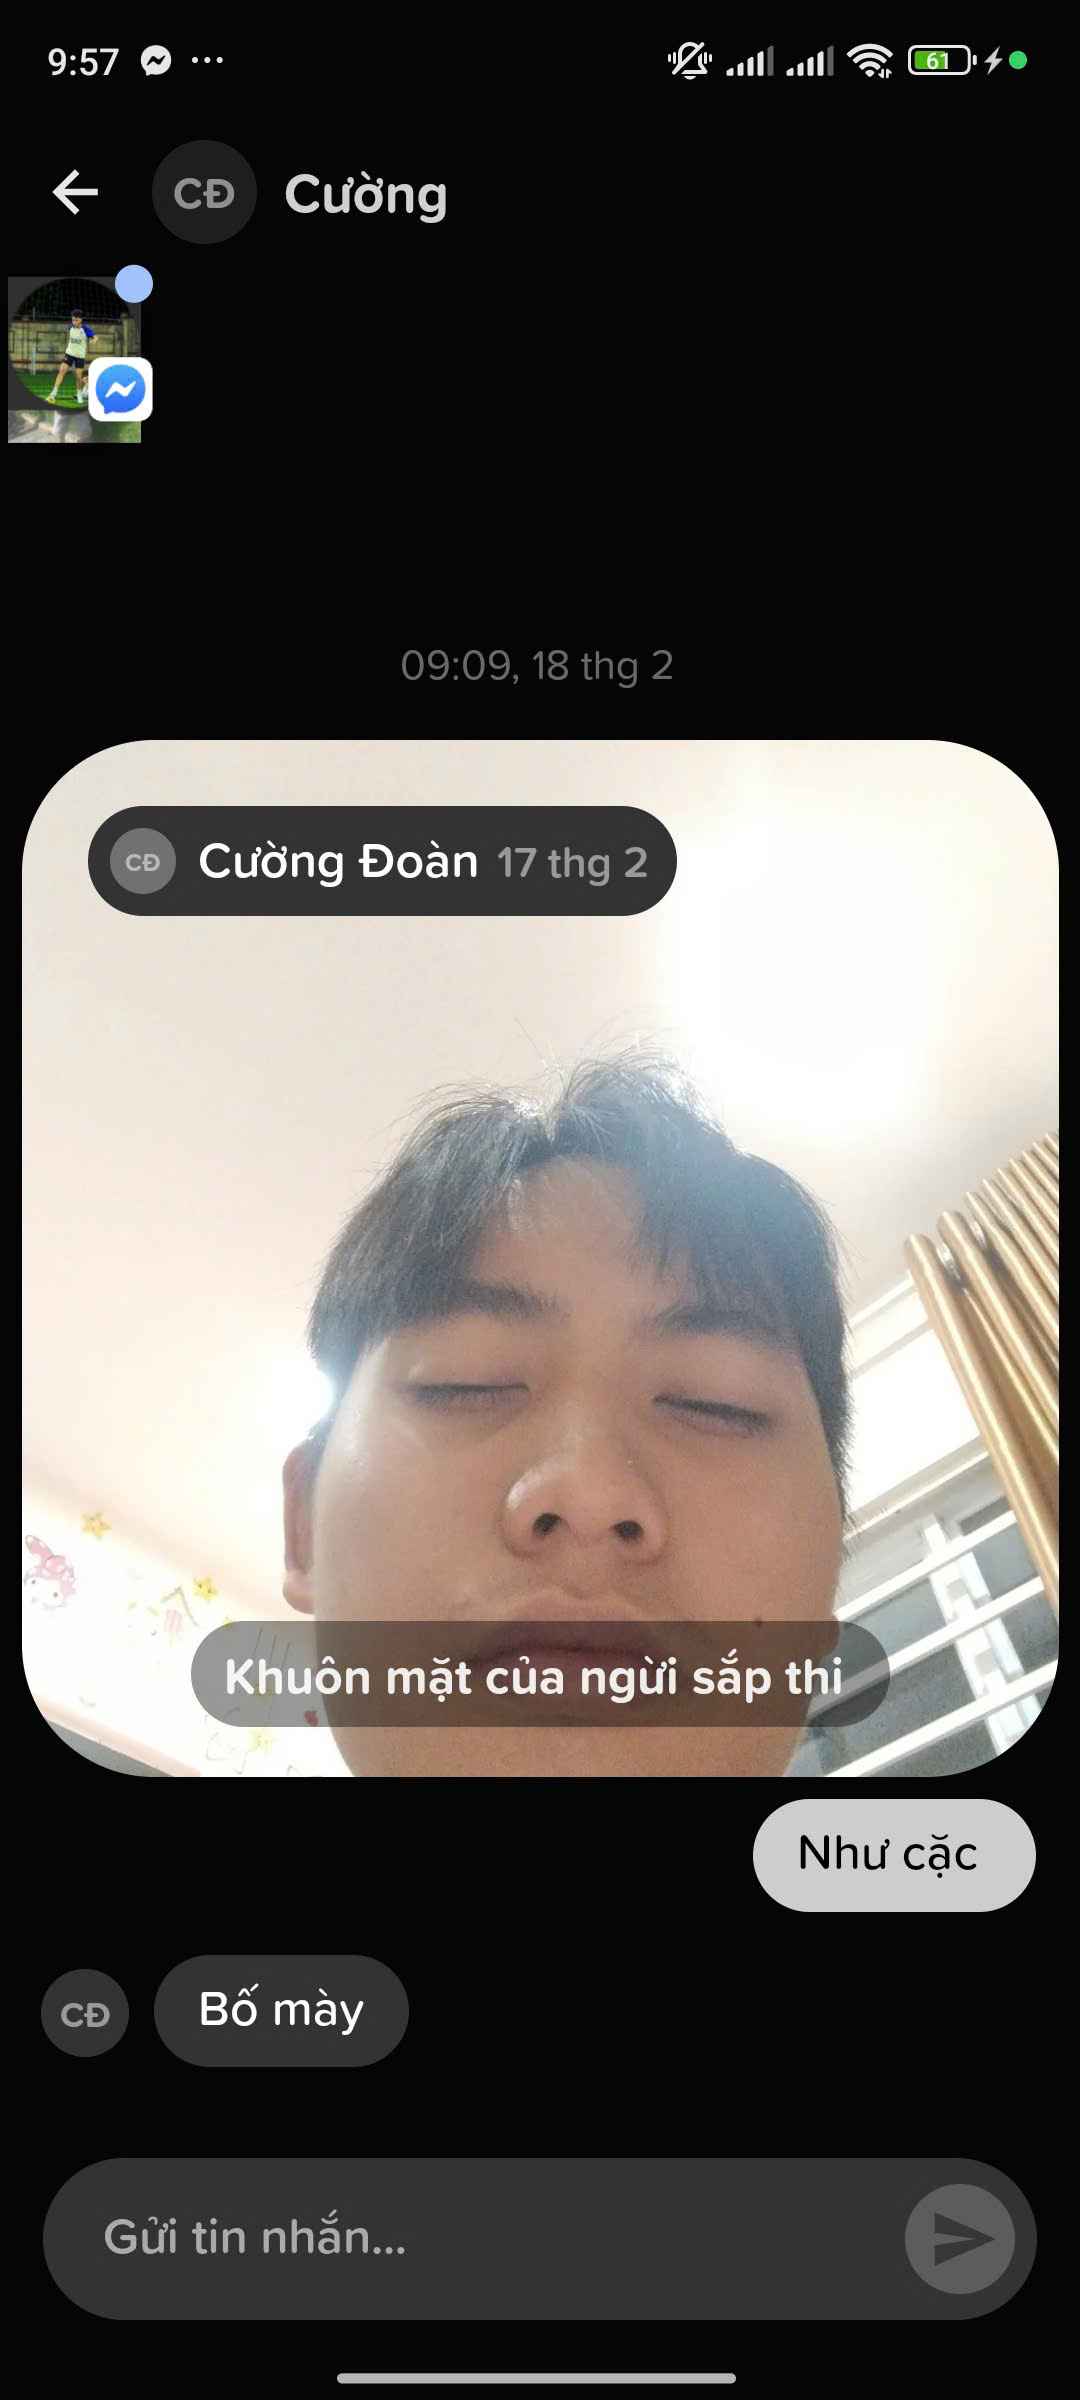 9:57
61
CĐ Cường
09:09, 18 thg 2
CĐ Cường Đoàn 17 thg 2
Khuôn mặt của ngừi sắp thi
Như cặc
CĐ Bố mày
Gửi tin nhắn...